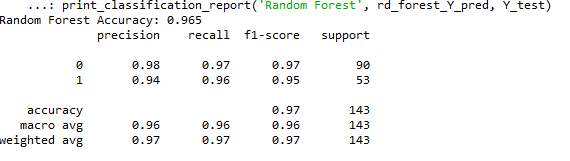 ...: print_classification_report('Random Forest', rd_forest_Y_pred, Y_test)
Random Forest Accuracy: 0.965
precision recall f1-score support
0 0.98 0.97 0.97 90
1 0.94 0.96 0.95 53
accuracy 0.97 143
macro avg 0.96 0.96 0.96 143
weighted avg 0.97 0.97 0.97 143